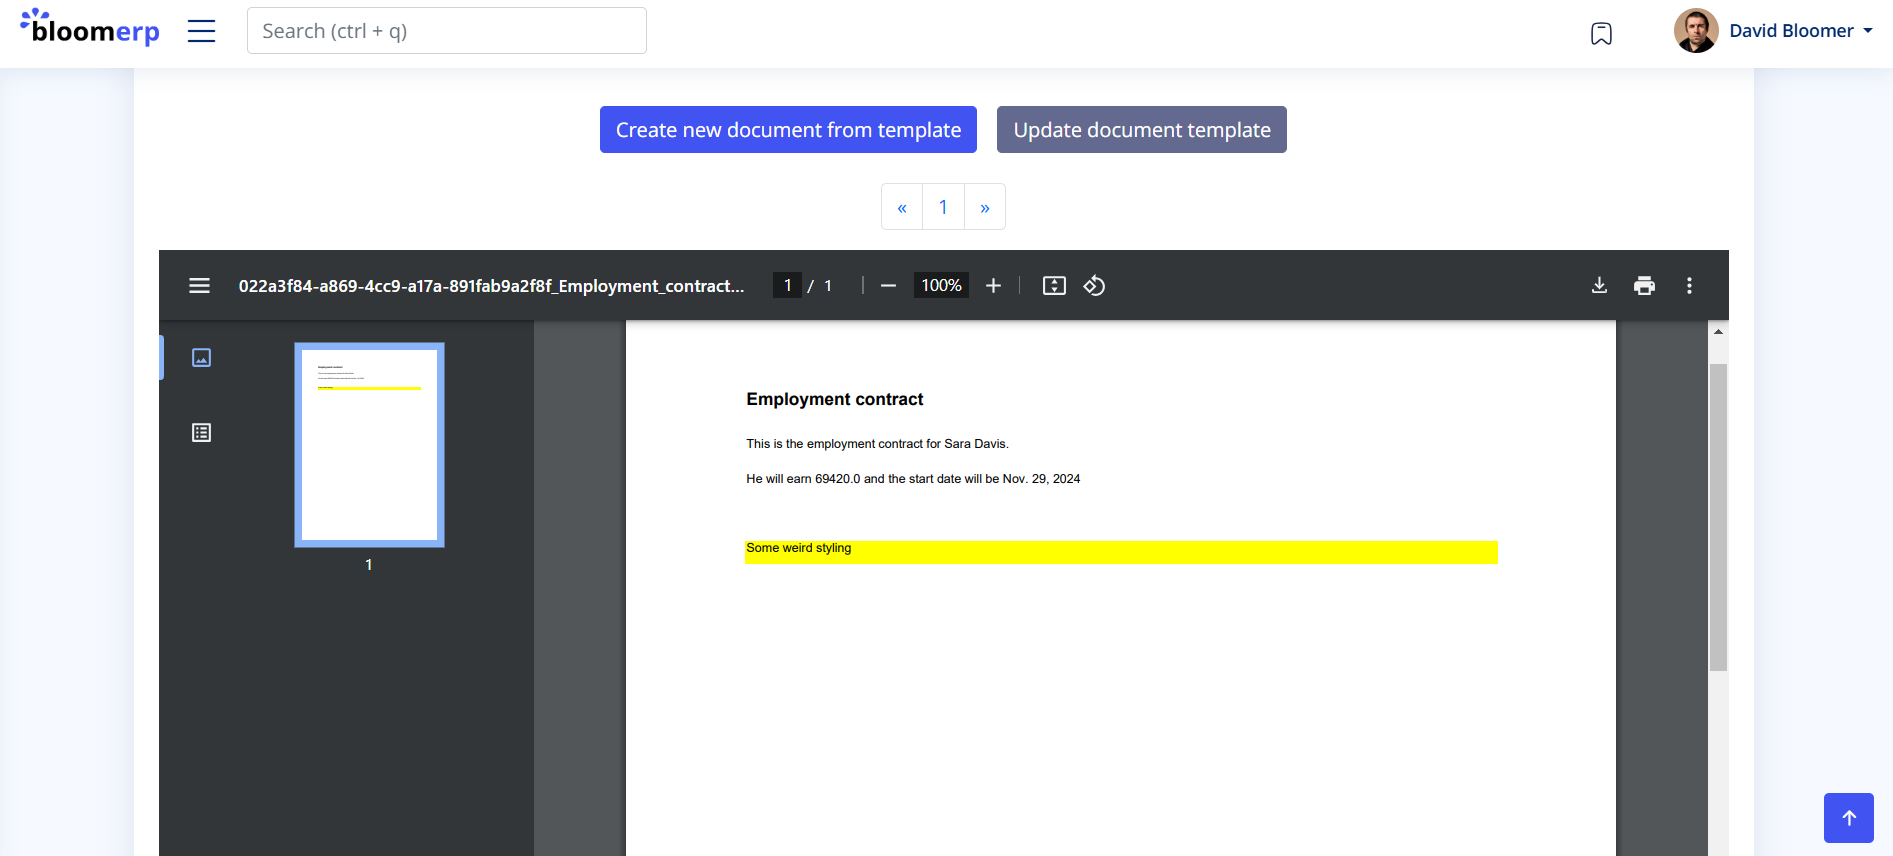 bloomerp
Search (ctrl + q)
David Bloomer
Create new document from template
Update document template
« 1 »
022a3f84-a869-4cc9-a17a-891fab9a2f8f_Employment_contract...
1 / 1
100%
Employment contract
This is the employment contract for Sara Davis.
He will earn 69420.0 and the start date will be Nov. 29, 2024
Some weird styling
1